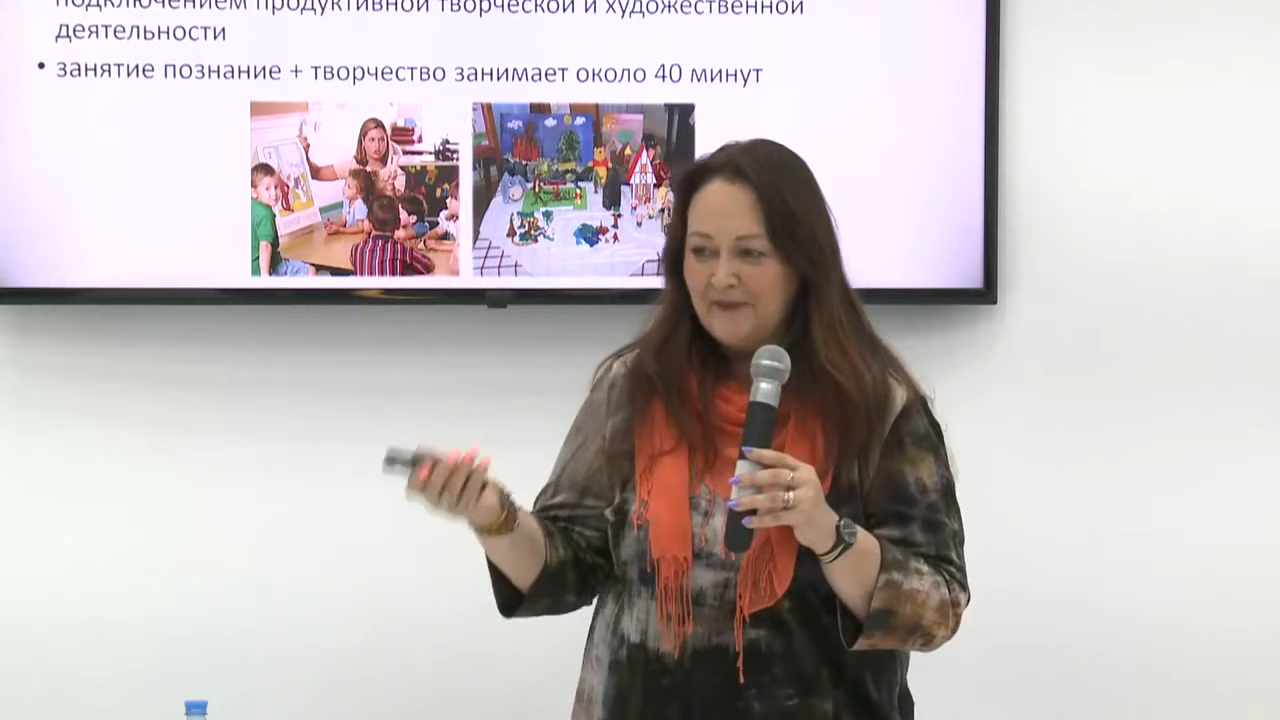 подключением продуктивной творческой и художественной
деятельности
• занятие познание + творчество занимает около 40 минут